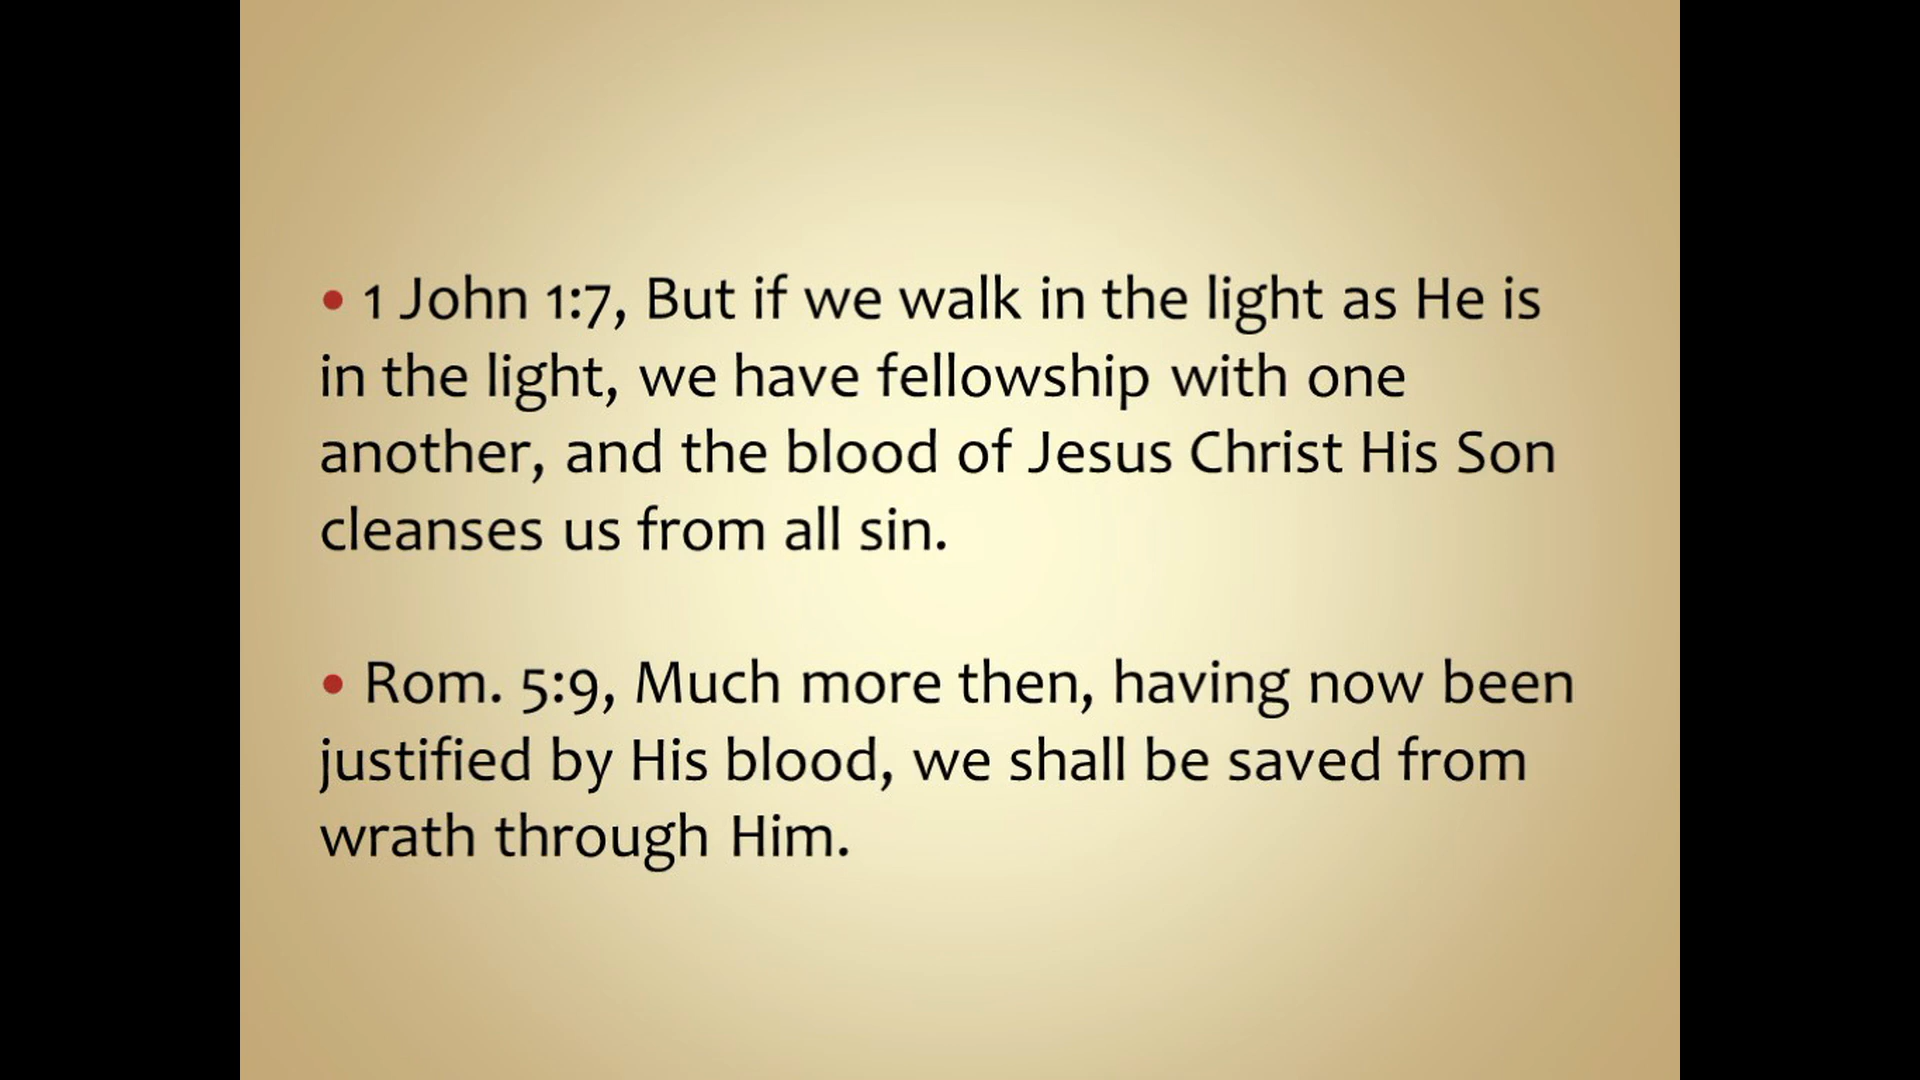 • 1 John 1:7, But if we walk in the light as He is
in the light, we have fellowship with one
another, and the blood of Jesus Christ His Son
cleanses us from all sin.
• Rom. 5:9, Much more then, having now been
justified by His blood, we shall be saved from
wrath through Him.